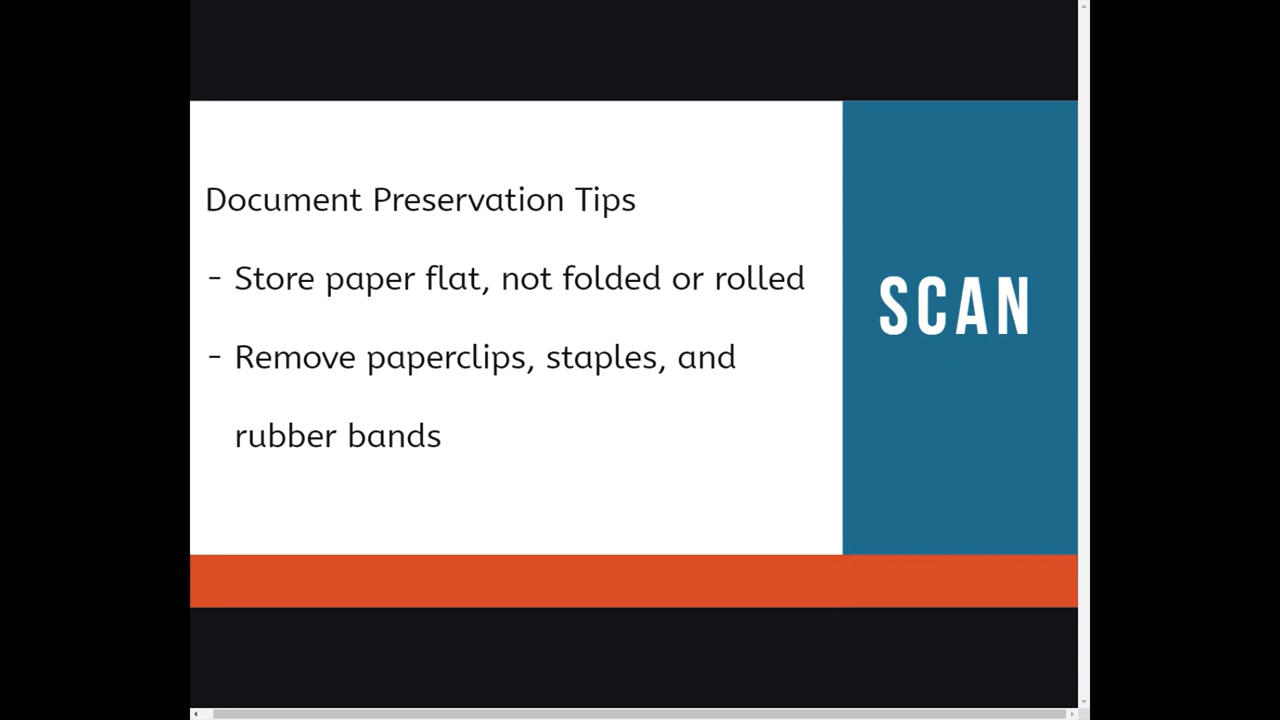 Document Preservation Tips
- Store paper flat, not folded or rolled
- Remove paperclips, staples, and
rubber bands
SCAN